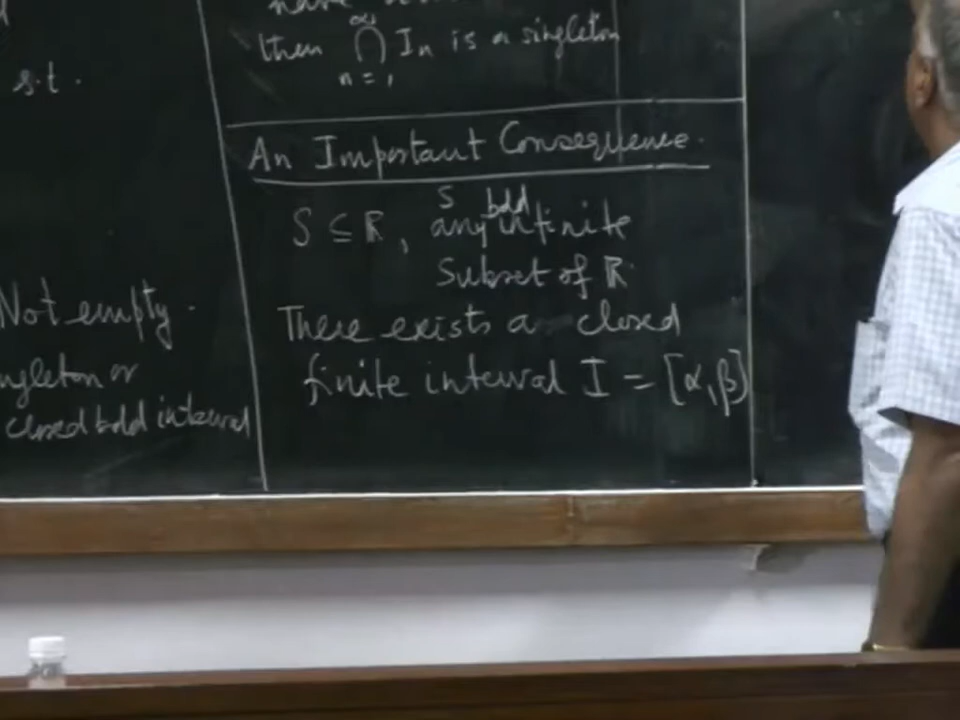 s.t.
Not empty.
singleton or
closed bdd interval
then ∞ ⋂ n=1 In is a singleton
An Important Consequence.
S bdd
S ⊆ ℝ, any infinite
subset of ℝ.
There exists a closed
finite interval I = [α, β]